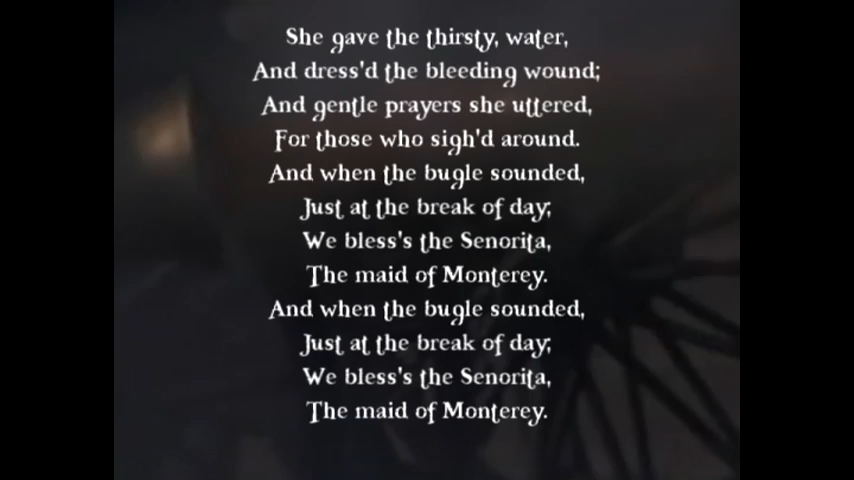 She gave the thirsty, water,
And dress'd the bleeding wound;
And gentle prayers she uttered,
For those who sigh'd around.
And when the bugle sounded,
Just at the break of day;
We bless's the Senorita,
The maid of Monterey.
And when the bugle sounded,
Just at the break of day;
We bless's the Senorita,
The maid of Monterey.